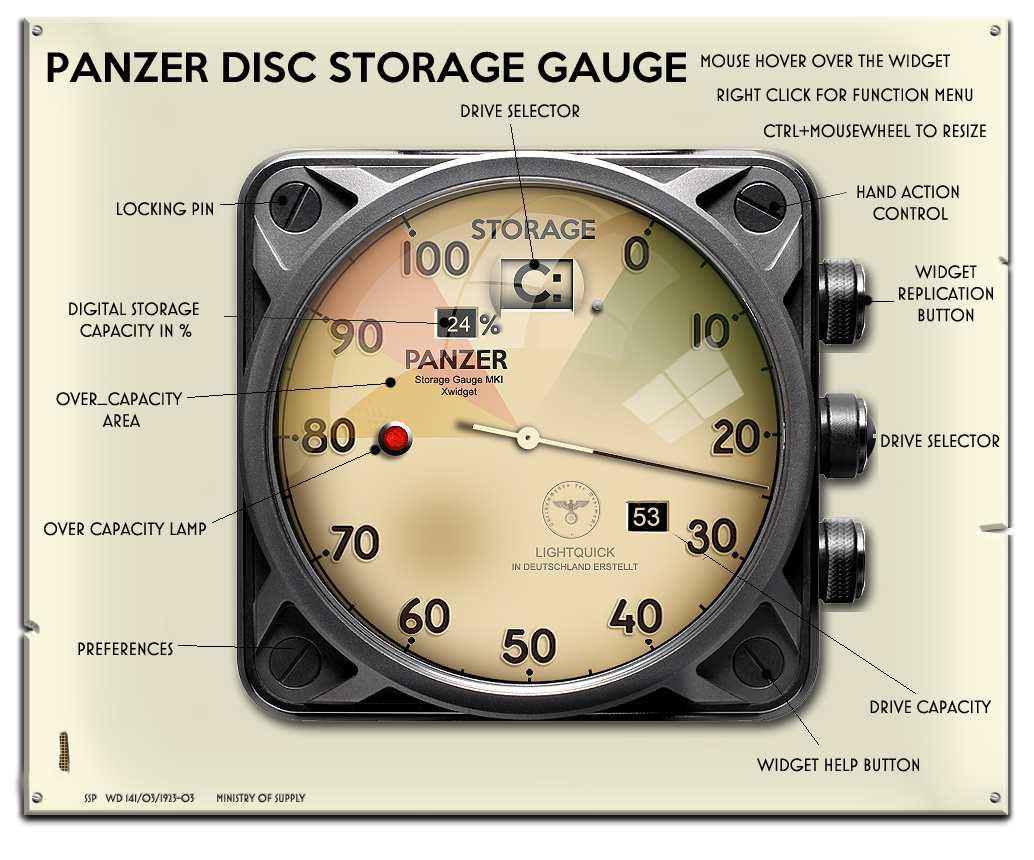 PANZER DISC STORAGE GAUGE
MOUSE HOVER OVER THE WIDGET
RIGHT CLICK FOR FUNCTION MENU
CTRL+MOUSEWHEEL TO RESIZE
DRIVE SELECTOR
LOCKING PIN
HAND ACTION
CONTROL
STORAGE
100
0
C:
WIDGET
REPLICATION
BUTTON
DIGITAL STORAGE
CAPACITY IN %
24 %
90
10
PANZER
Storage Gauge MKI
Xwidget
OVER_CAPACITY
AREA
80
20
DRIVE SELECTOR
OVER CAPACITY LAMP
53
70
30
LIGHTQUICK
IN DEUTSCHLAND ERSTELLT
60
40
50
PREFERENCES
DRIVE CAPACITY
WIDGET HELP BUTTON
SSP WD 141/03/1923-03 MINISTRY OF SUPPLY